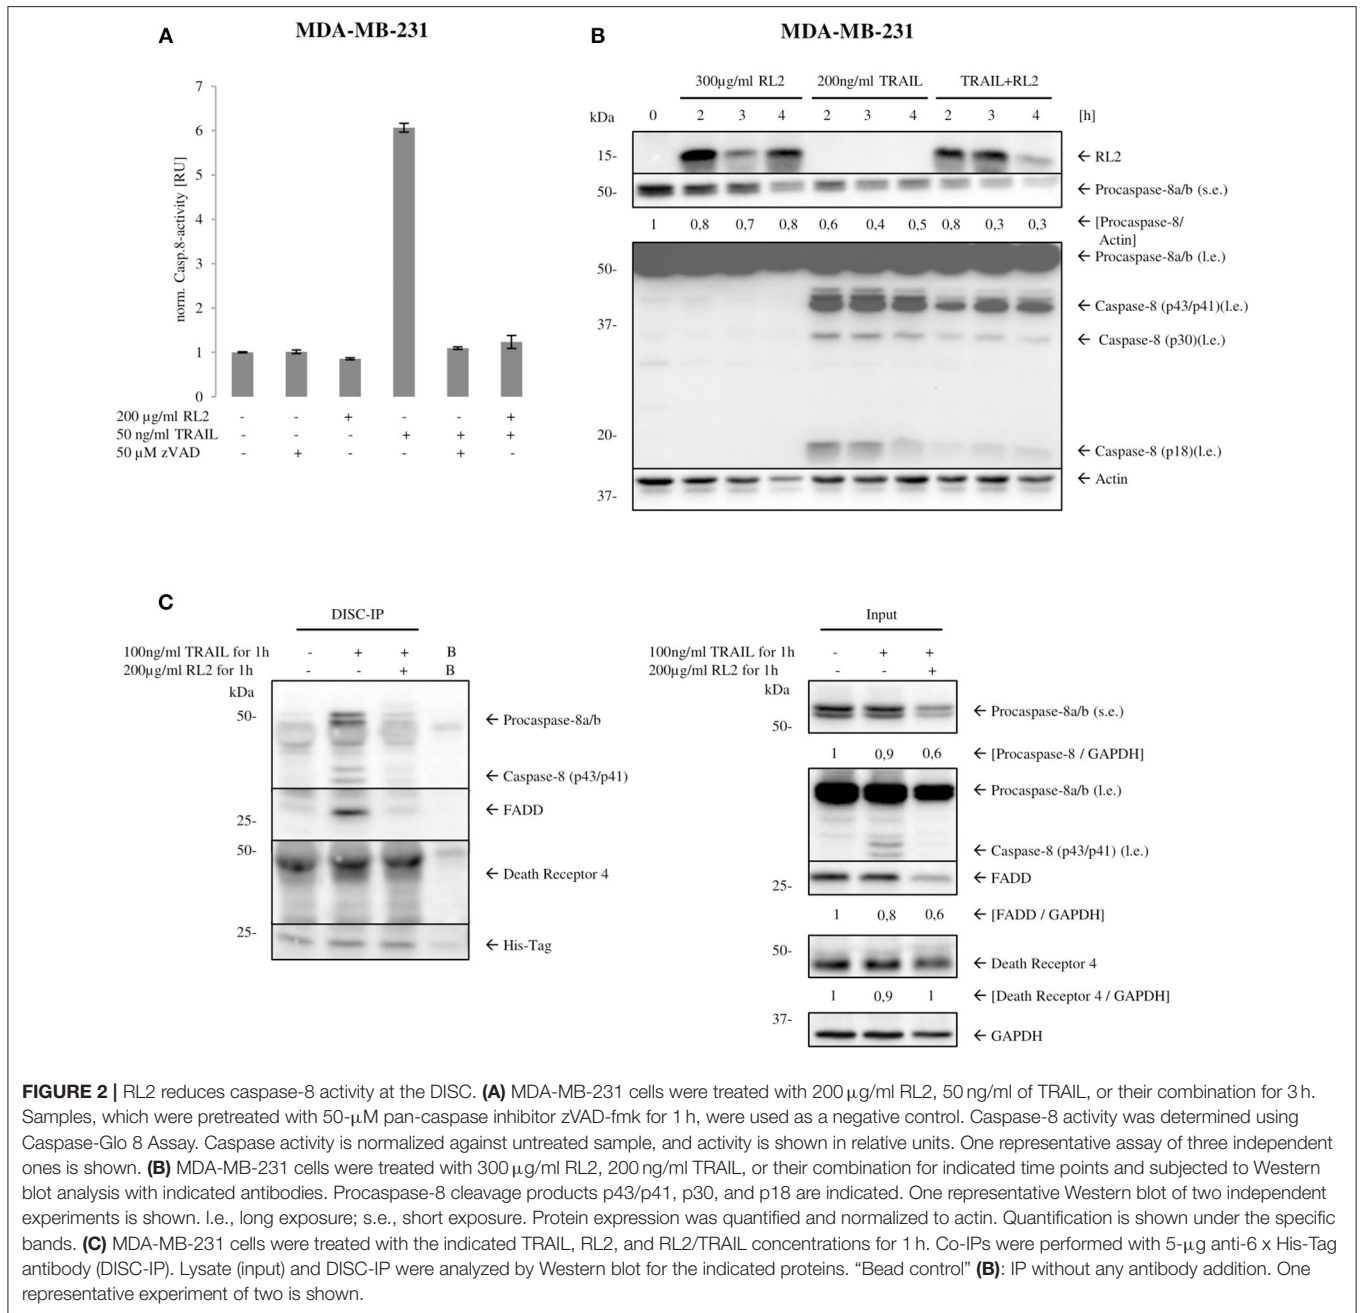 A
MDA-MB-231
norm. Casp.8-activity [RU]
7
6
5
4
3
2
1
0
200 µg/ml RL2 - - + - - +
50 ng/ml TRAIL - - - + + +
50 µM zVAD - + - - + -
B
MDA-MB-231
300µg/ml RL2 200ng/ml TRAIL TRAIL+RL2
kDa 0 2 3 4 2 3 4 2 3 4 [h]
15- ← RL2
50- ← Procaspase-8a/b (s.e.)
1 0,8 0,7 0,8 0,6 0,4 0,5 0,8 0,3 0,3 ← [Procaspase-8/
Actin]
← Procaspase-8a/b (l.e.)
50-
← Caspase-8 (p43/p41)(l.e.)
37-
← Caspase-8 (p30)(l.e.)
20-
← Caspase-8 (p18)(l.e.)
← Actin
37-
C
DISC-IP
100ng/ml TRAIL for 1h - + + B
200µg/ml RL2 for 1h - - + B
kDa
50- ← Procaspase-8a/b
← Caspase-8 (p43/p41)
← FADD
25-
50-
← Death Receptor 4
25-
← His-Tag
Input
100ng/ml TRAIL for 1h - + +
200µg/ml RL2 for 1h - - +
kDa
← Procaspase-8a/b (s.e.)
50-
1 0,9 0,6 ← [Procaspase-8 / GAPDH]
← Procaspase-8a/b (l.e.)
← Caspase-8 (p43/p41) (l.e.)
← FADD
25-
1 0,8 0,6 ← [FADD / GAPDH]
50-
← Death Receptor 4
1 0,9 1 ← [Death Receptor 4 / GAPDH]
37-
← GAPDH
FIGURE 2 | RL2 reduces caspase-8 activity at the DISC. (A) MDA-MB-231 cells were treated with 200 µg/ml RL2, 50 ng/ml of TRAIL, or their combination for 3 h.
Samples, which were pretreated with 50-µM pan-caspase inhibitor zVAD-fmk for 1 h, were used as a negative control. Caspase-8 activity was determined using
Caspase-Glo 8 Assay. Caspase activity is normalized against untreated sample, and activity is shown in relative units. One representative assay of three independent
ones is shown. (B) MDA-MB-231 cells were treated with 300 µg/ml RL2, 200 ng/ml TRAIL, or their combination for indicated time points and subjected to Western
blot analysis with indicated antibodies. Procaspase-8 cleavage products p43/p41, p30, and p18 are indicated. One representative Western blot of two independent
experiments is shown. l.e., long exposure; s.e., short exposure. Protein expression was quantified and normalized to actin. Quantification is shown under the specific
bands. (C) MDA-MB-231 cells were treated with the indicated TRAIL, RL2, and RL2/TRAIL concentrations for 1 h. Co-IPs were performed with 5-µg anti-6 x His-Tag
antibody (DISC-IP). Lysate (input) and DISC-IP were analyzed by Western blot for the indicated proteins. “Bead control” (B): IP without any antibody addition. One
representative experiment of two is shown.